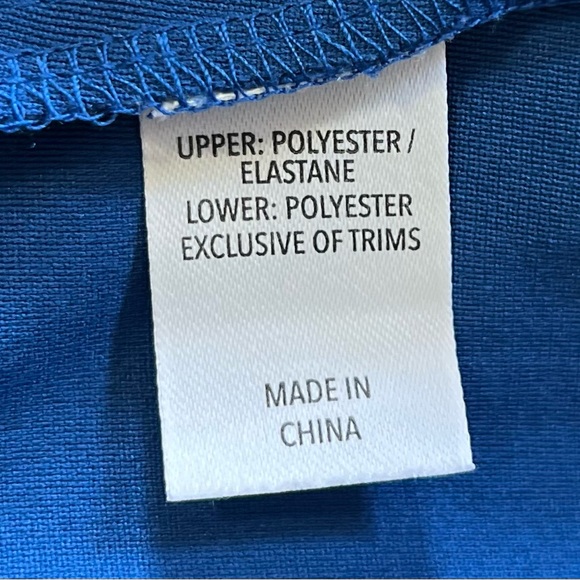 UPPER: POLYESTER /
ELASTANE
LOWER: POLYESTER
EXCLUSIVE OF TRIMS
MADE IN
CHINA